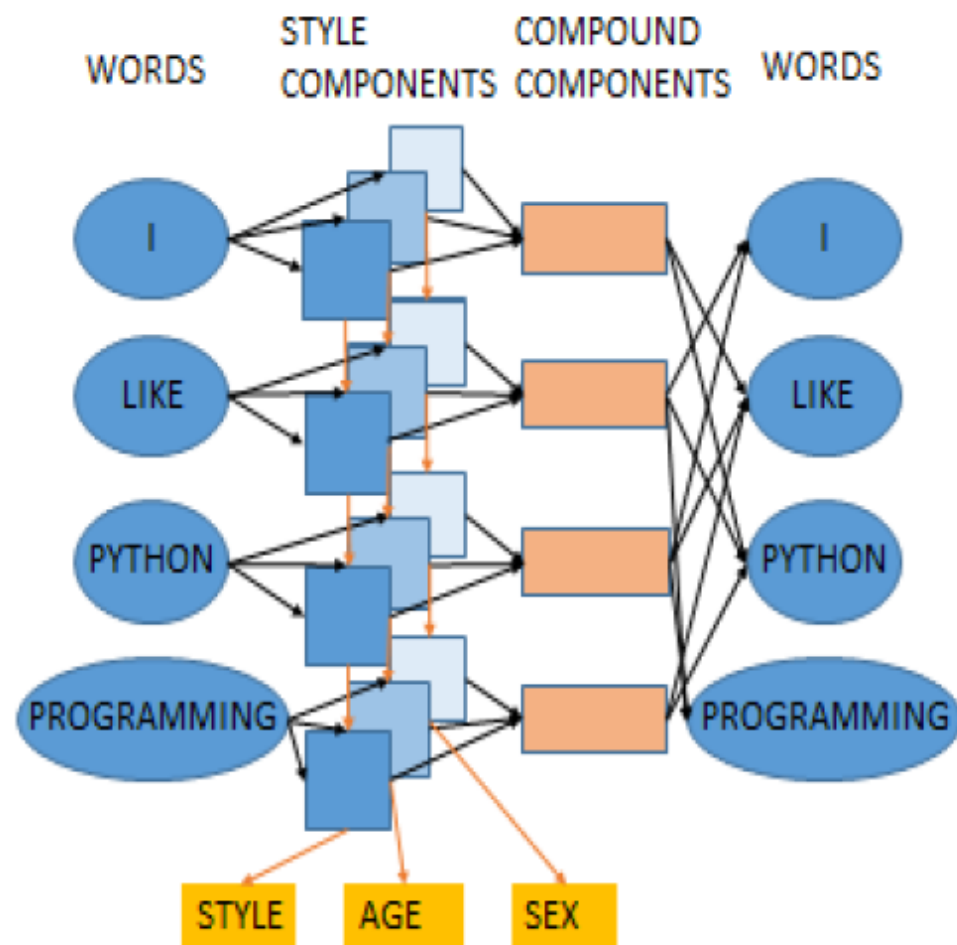 WORDS
STYLE
COMPONENTS
COMPOUND
COMPONENTS
WORDS
I
I
LIKE
LIKE
PYTHON
PYTHON
PROGRAMMING
PROGRAMMING
STYLE
AGE
SEX